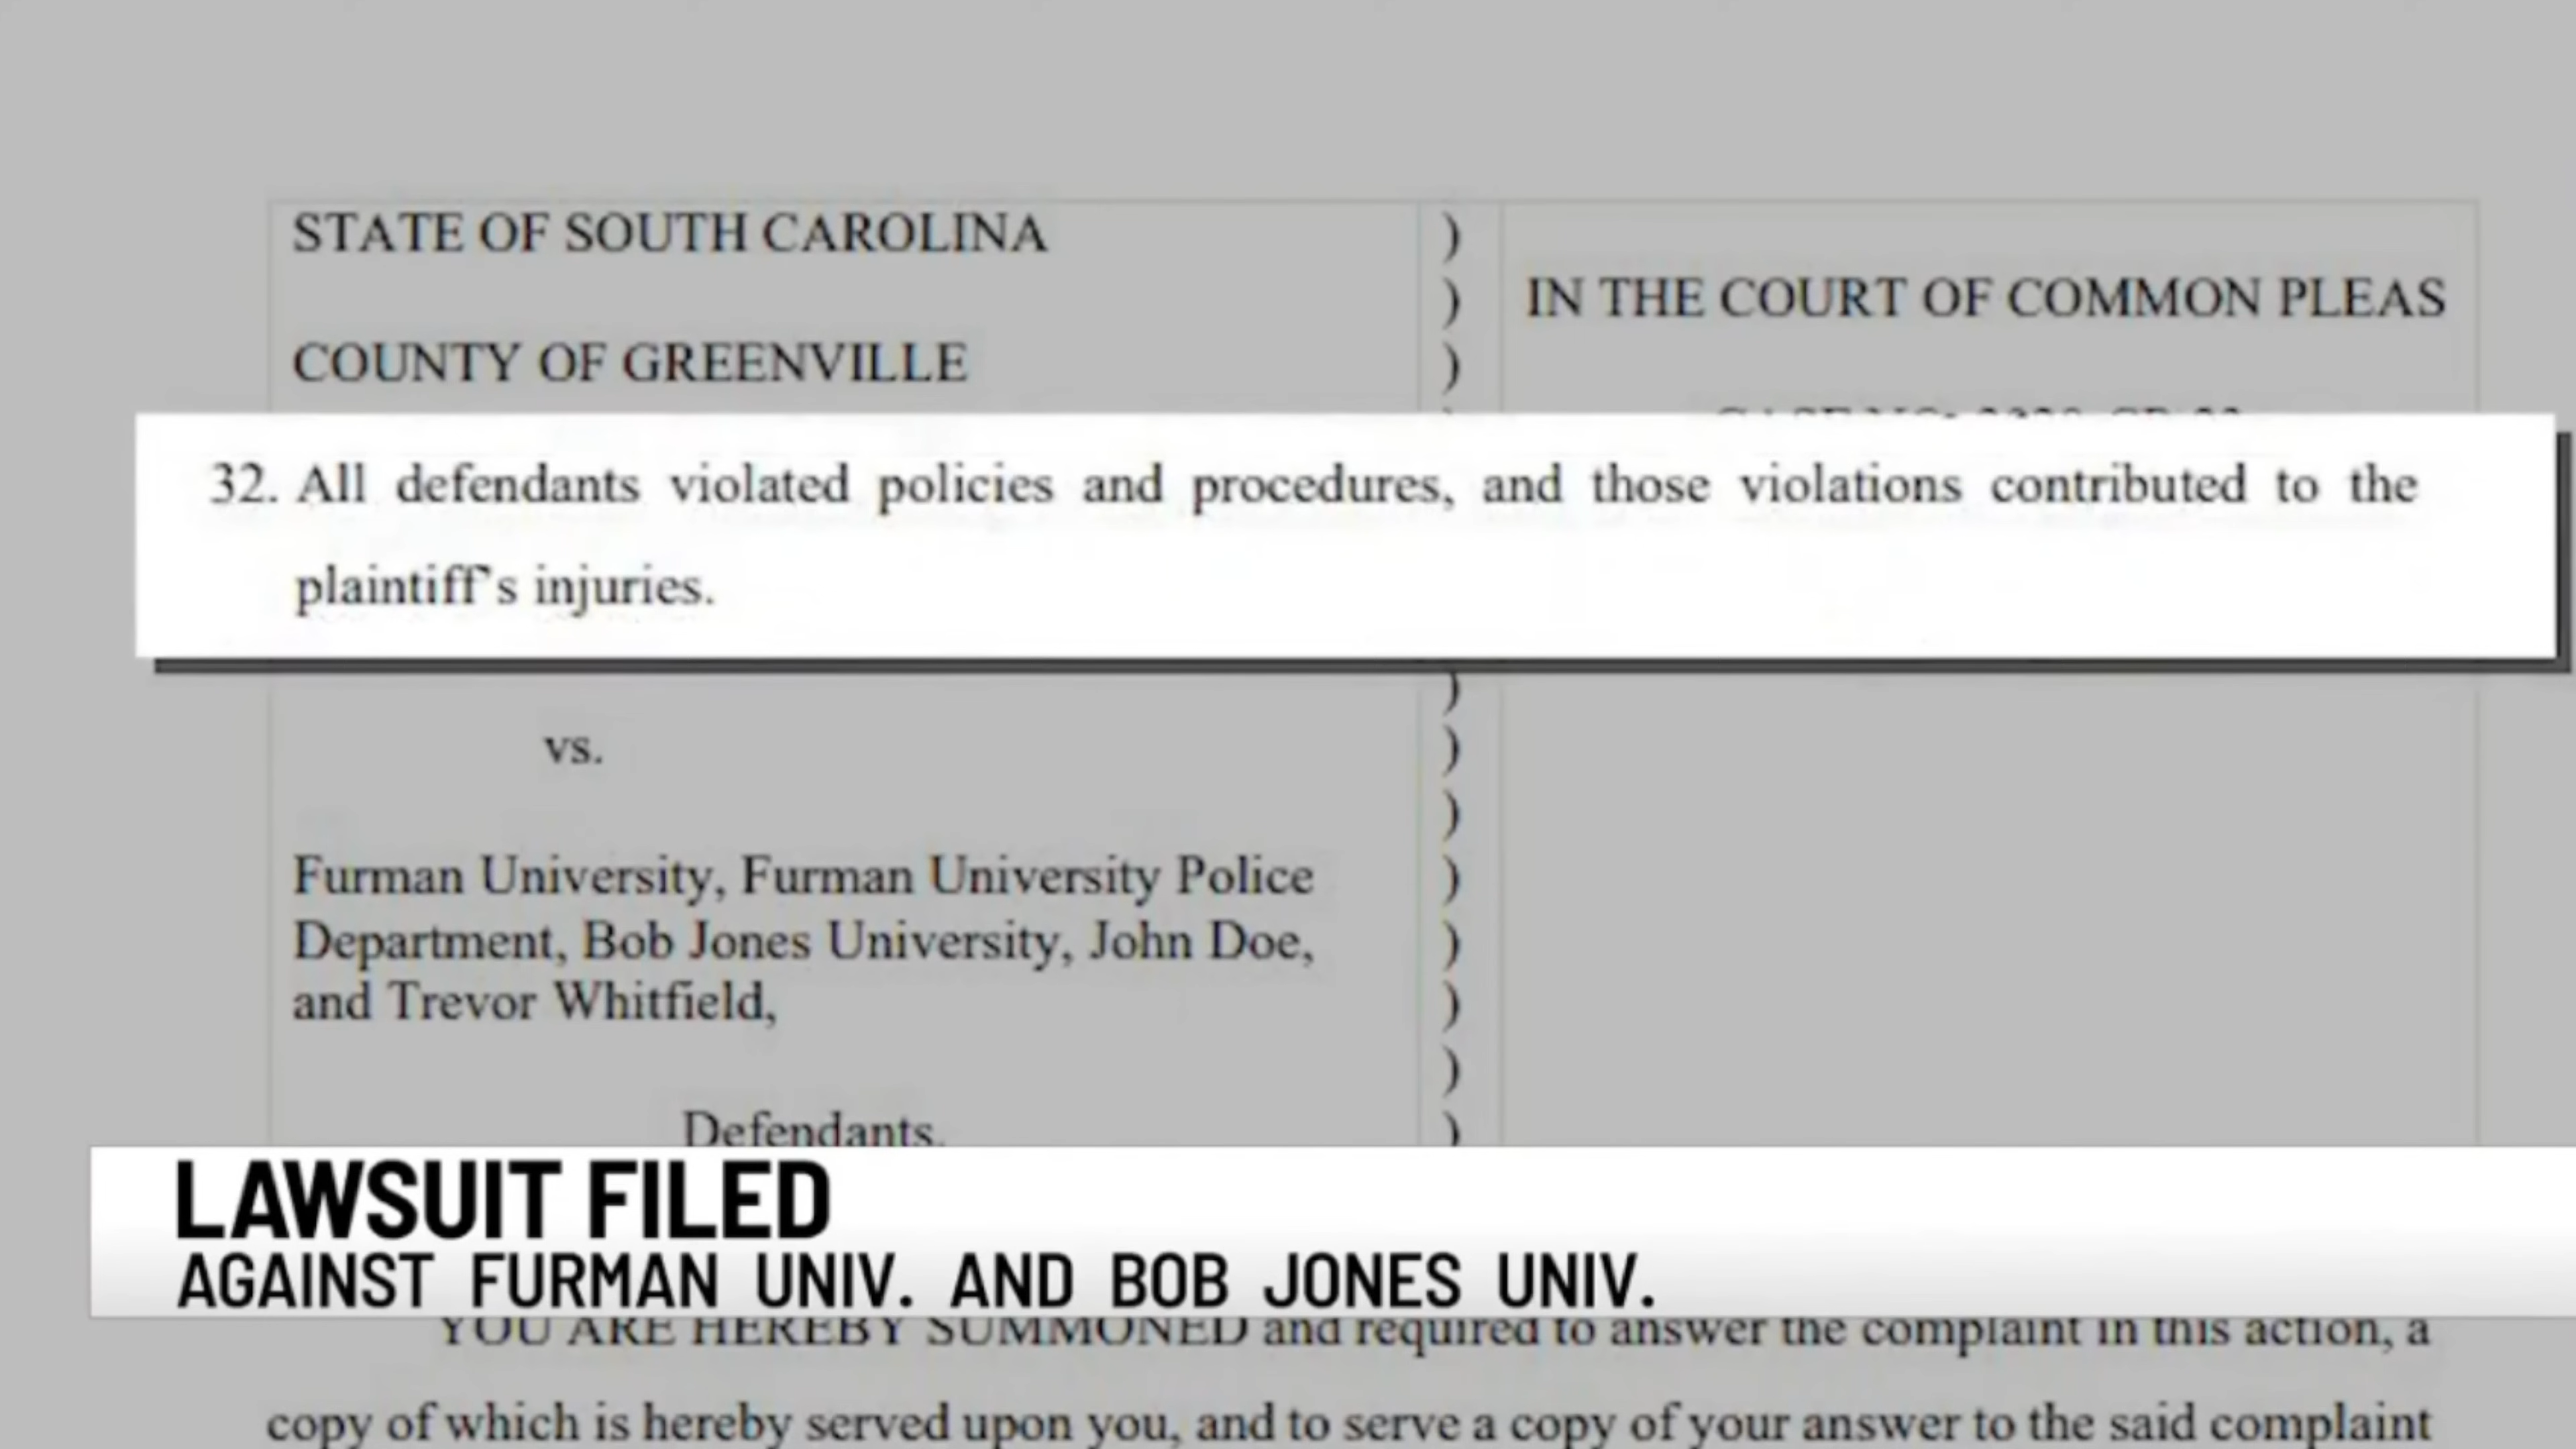 STATE OF SOUTH CAROLINA )
) IN THE COURT OF COMMON PLEAS
COUNTY OF GREENVILLE )
32. All defendants violated policies and procedures, and those violations contributed to the
plaintiff's injuries.
)
vs. )
)
Furman University, Furman University Police )
Department, Bob Jones University, John Doe, )
and Trevor Whitfield, )
)
Defendants. )
LAWSUIT FILED
AGAINST FURMAN UNIV. AND BOB JONES UNIV.
YOU ARE HEREBY SUMMONED and required to answer the complaint in this action, a
copy of which is hereby served upon you, and to serve a copy of your answer to the said complaint